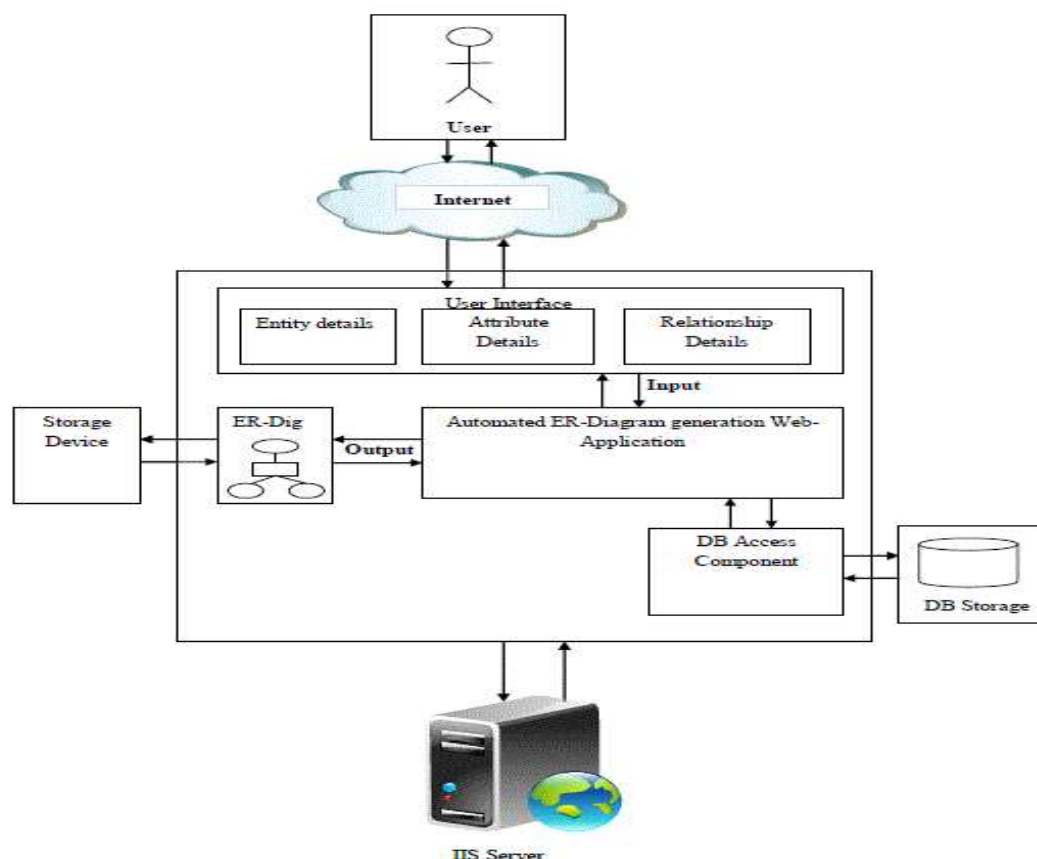 User
Internet
User Interface
Entity details
Attribute
Details
Relationship
Details
Input
Storage
Device
ER-Dig
Output
Automated ER-Diagram generation Web-
Application
DB Access
Component
DB Storage
IIS Server